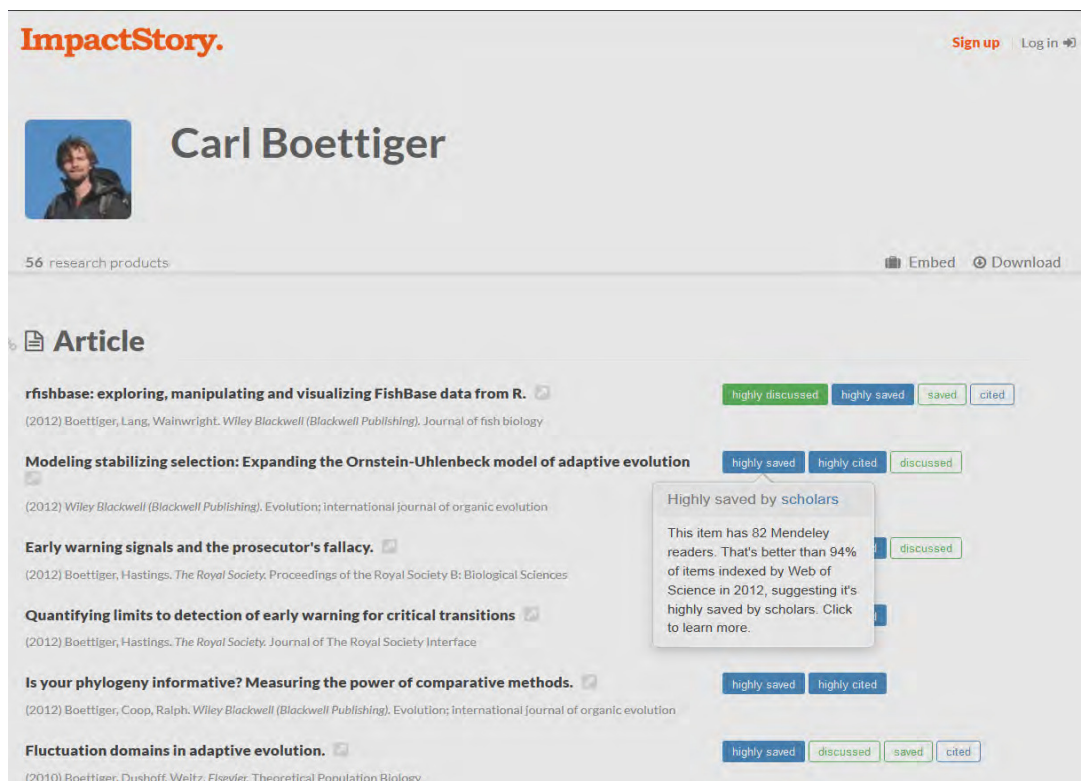 ImpactStory.
Sign up Log in
Carl Boettiger
56 research products
Embed Download
Article
rfishbase: exploring, manipulating and visualizing FishBase data from R.
highly discussed highly saved saved cited
(2012) Boettiger, Lang, Wainwright. Wiley Blackwell (Blackwell Publishing). Journal of fish biology
Modeling stabilizing selection: Expanding the Ornstein-Uhlenbeck model of adaptive evolution
highly saved highly cited discussed
(2012) Wiley Blackwell (Blackwell Publishing). Evolution; international journal of organic evolution
Highly saved by scholars
This item has 82 Mendeley
readers. That's better than 94%
of items indexed by Web of
Science in 2012, suggesting it's
highly saved by scholars. Click
to learn more.
Early warning signals and the prosecutor's fallacy.
discussed
(2012) Boettiger, Hastings. The Royal Society. Proceedings of the Royal Society B: Biological Sciences
Quantifying limits to detection of early warning for critical transitions
(2012) Boettiger, Hastings. The Royal Society. Journal of The Royal Society Interface
Is your phylogeny informative? Measuring the power of comparative methods.
highly saved highly cited
(2012) Boettiger, Coop, Ralph. Wiley Blackwell (Blackwell Publishing). Evolution; international journal of organic evolution
Fluctuation domains in adaptive evolution.
highly saved discussed saved cited
(2010) Boettiger, Dushoff, Weitz. Elsevier. Theoretical Population Biology